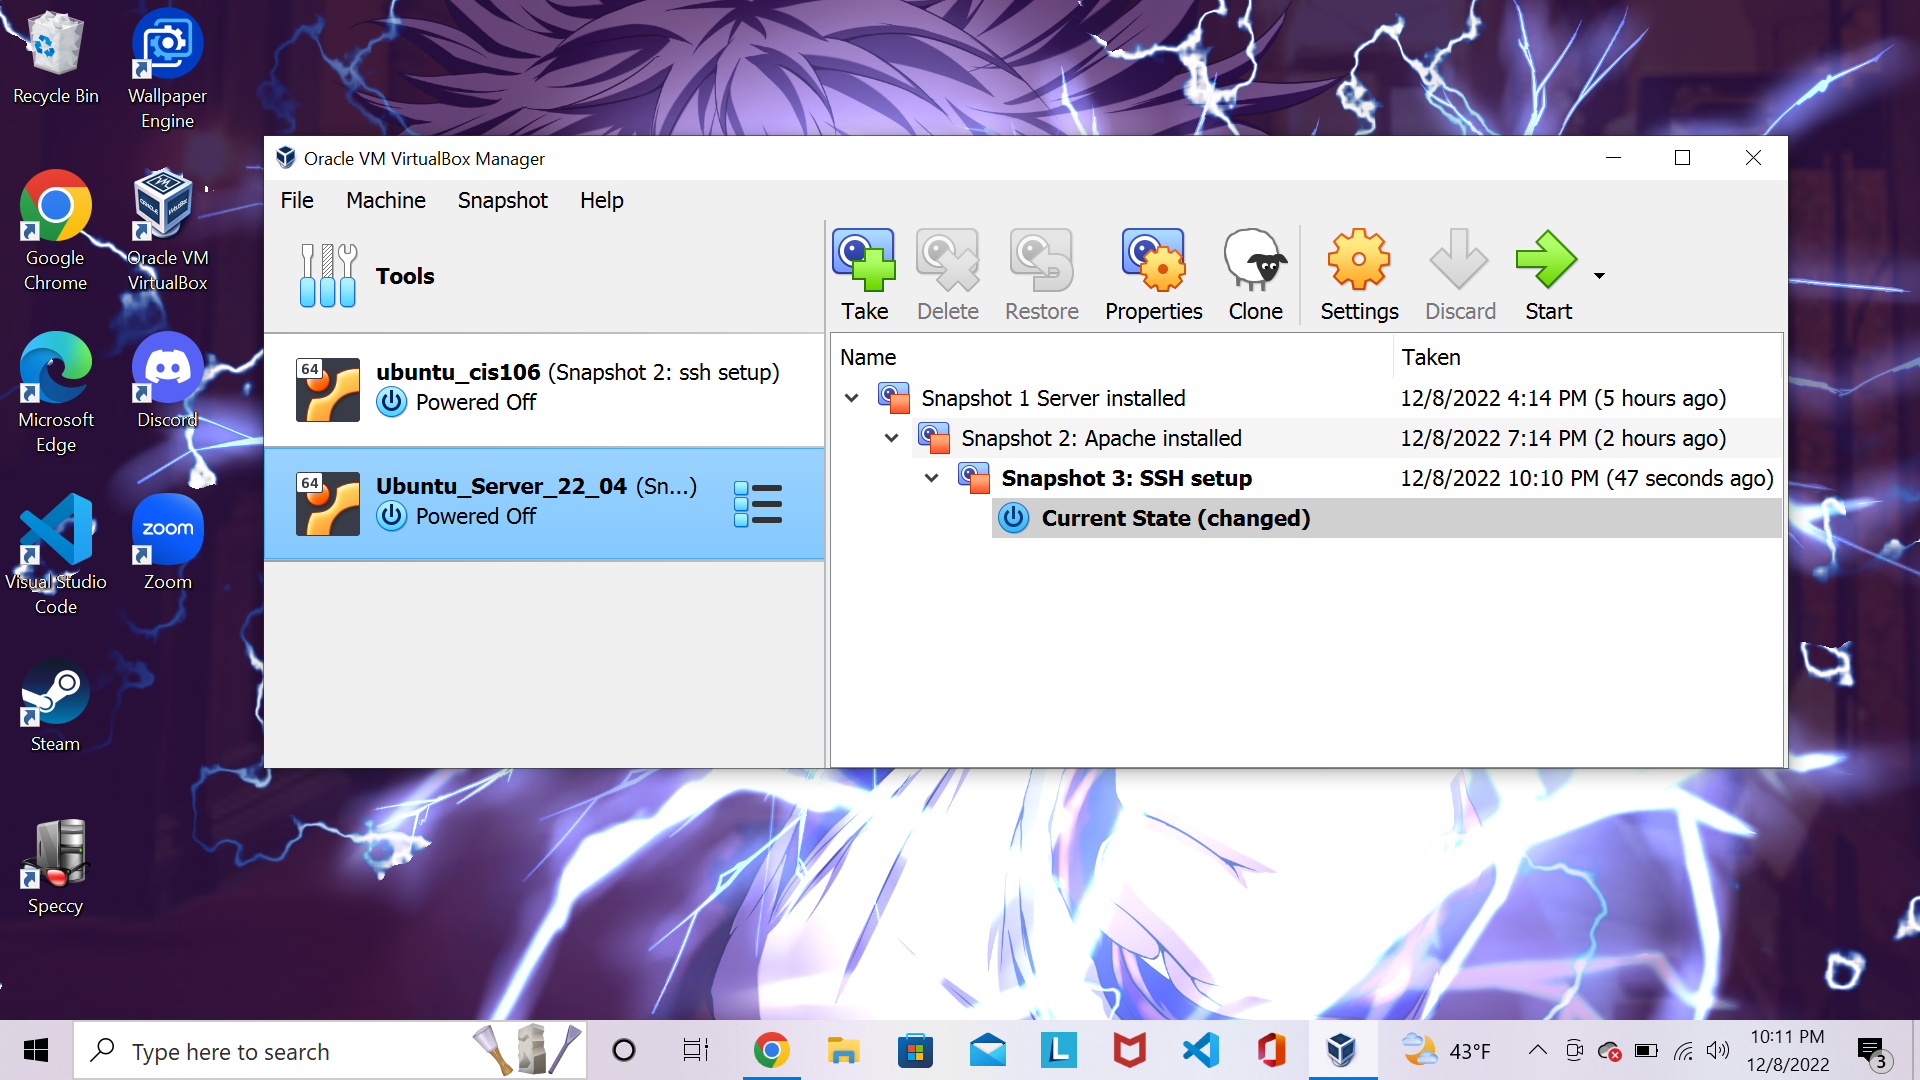 Recycle Bin
Wallpaper
Engine
Google
Chrome
Oracle VM
VirtualBox
Microsoft
Edge
Discord
Visual Studio
Code
zoom
Zoom
Steam
Speccy
Oracle VM VirtualBox Manager
File Machine Snapshot Help
Tools
64
ubuntu_cis106 (Snapshot 2: ssh setup)
Powered Off
64
Ubuntu_Server_22_04 (Sn...)
Powered Off
Take Delete Restore Properties Clone Settings Discard Start
Name Taken
Snapshot 1 Server installed 12/8/2022 4:14 PM (5 hours ago)
Snapshot 2: Apache installed 12/8/2022 7:14 PM (2 hours ago)
Snapshot 3: SSH setup 12/8/2022 10:10 PM (47 seconds ago)
Current State (changed)
Type here to search
L
43°F
10:11 PM
12/8/2022
3